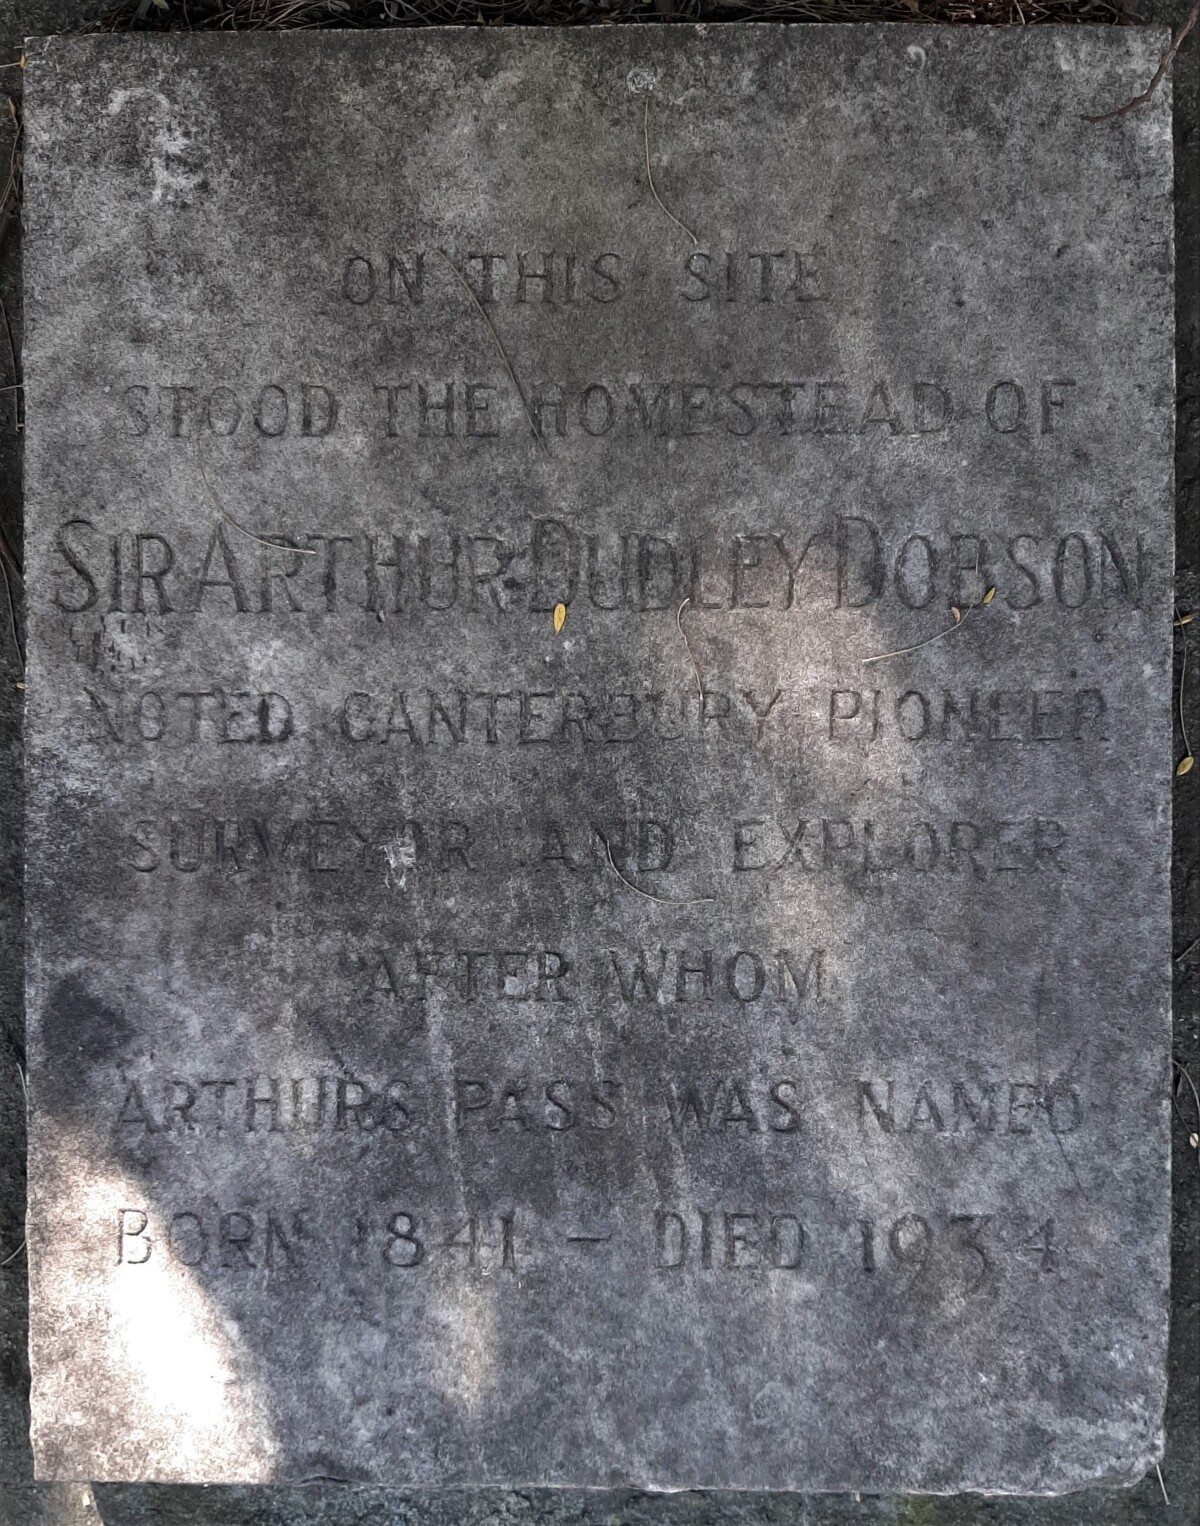 ON THIS SITE
STOOD THE HOMESTEAD OF
SIR ARTHUR DUDLEY DOBSON
NOTED CANTERBURY PIONEER
SURVEYOR AND EXPLORER
AFTER WHOM
ARTHURS PASS WAS NAMED
BORN 1841 – DIED 1934